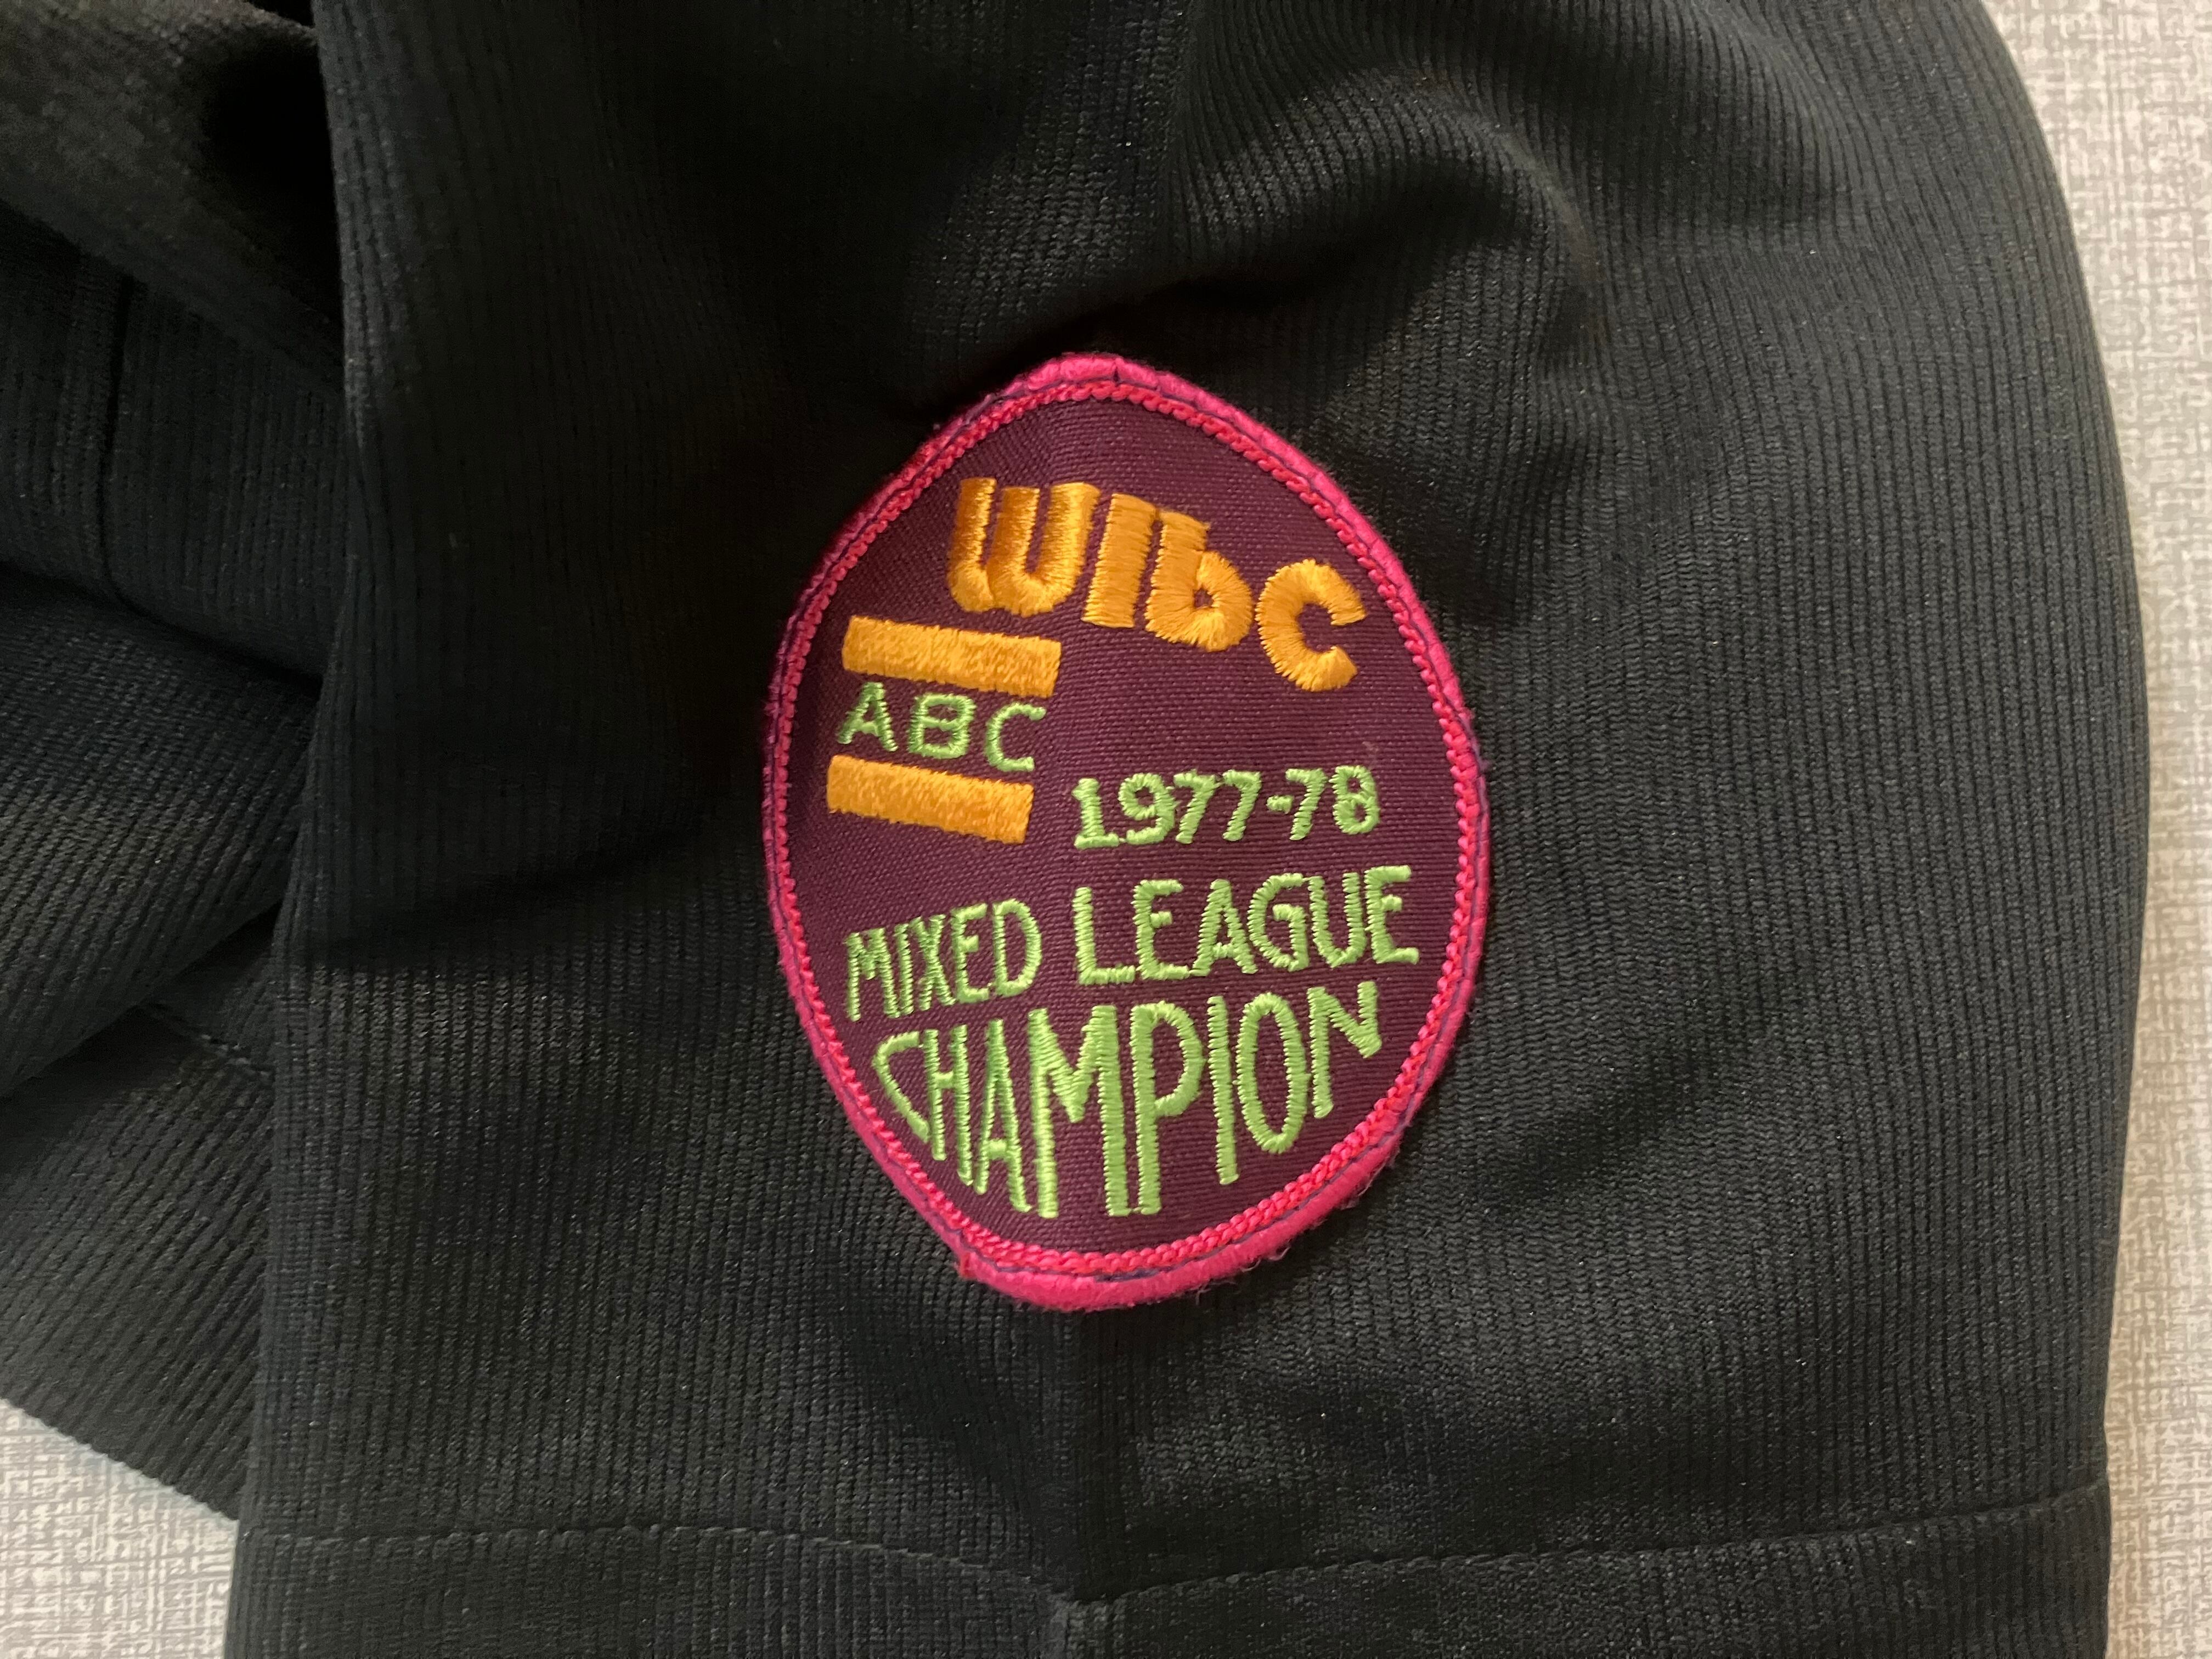 WIbC
ABC
1977-78
MIXED LEAGUE
CHAMPION